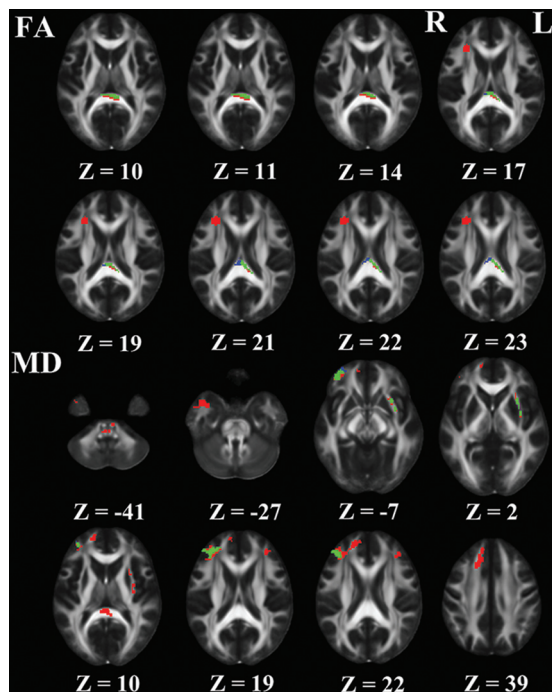 FA R L
Z = 10 Z = 11 Z = 14 Z = 17
Z = 19 Z = 21 Z = 22 Z = 23
MD
Z = -41 Z = -27 Z = -7 Z = 2
Z = 10 Z = 19 Z = 22 Z = 39